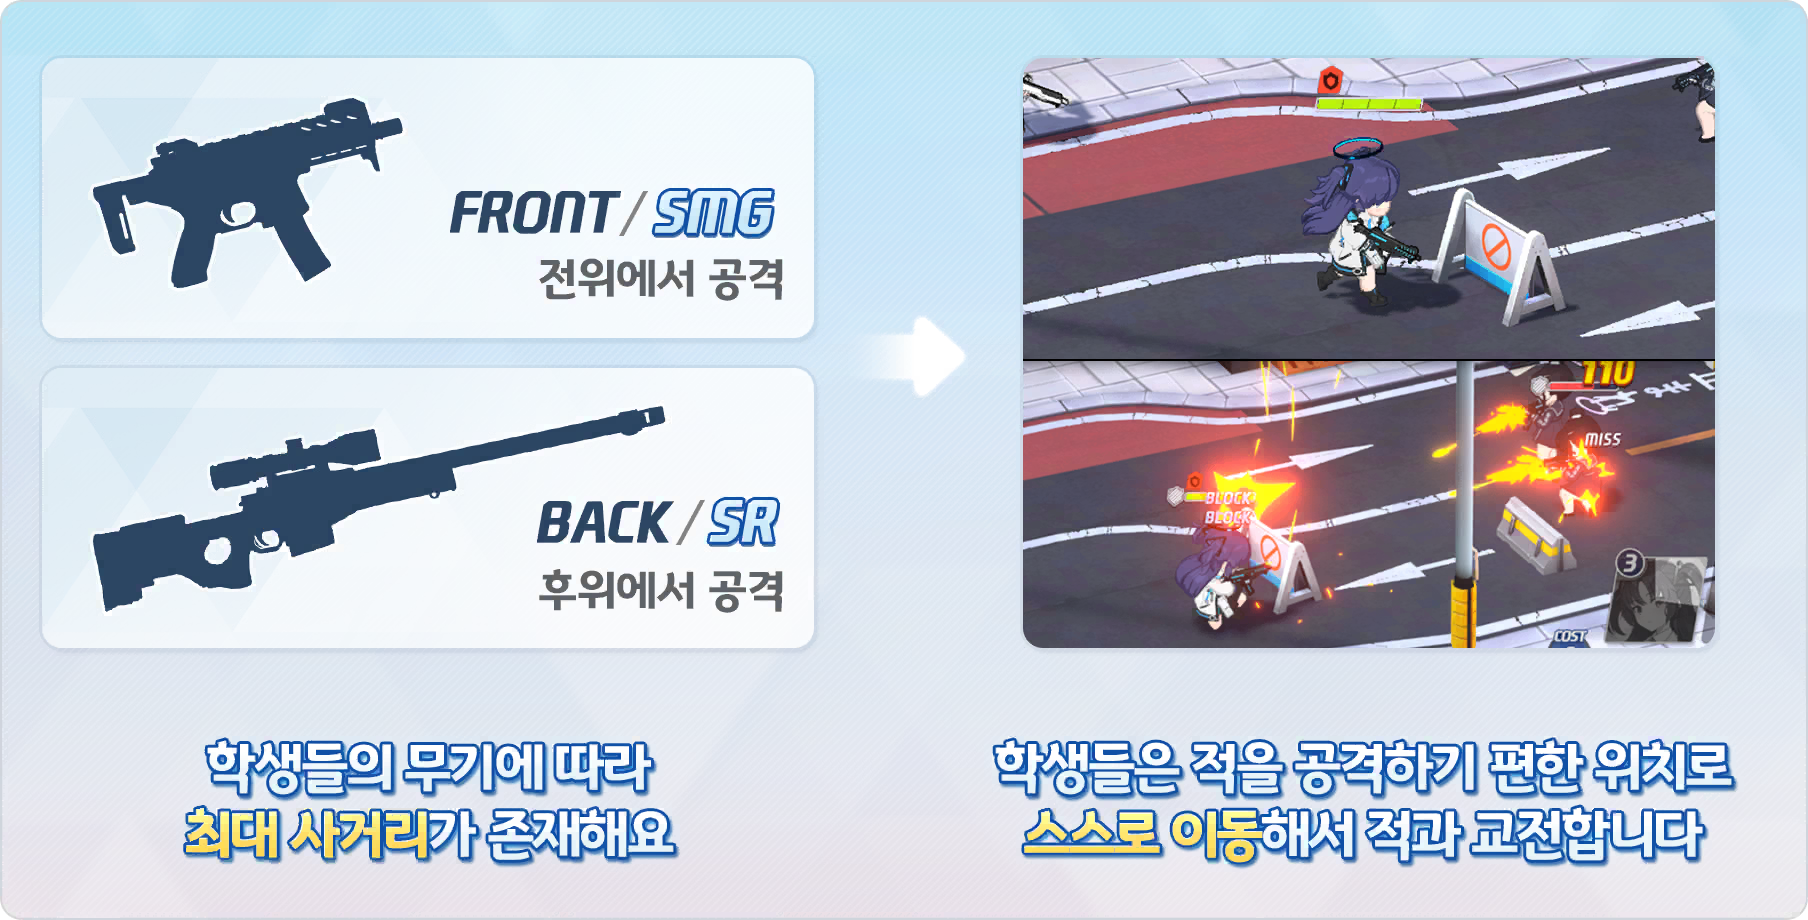 FRONT / SMG
전위에서 공격
BACK / SR
후위에서 공격
110
MISS
BLOCK
BLOCK
3
COST
학생들의 무기에 따라
최대 사거리가 존재해요
학생들은 적을 공격하기 편한 위치로
스스로 이동해서 적과 교전합니다